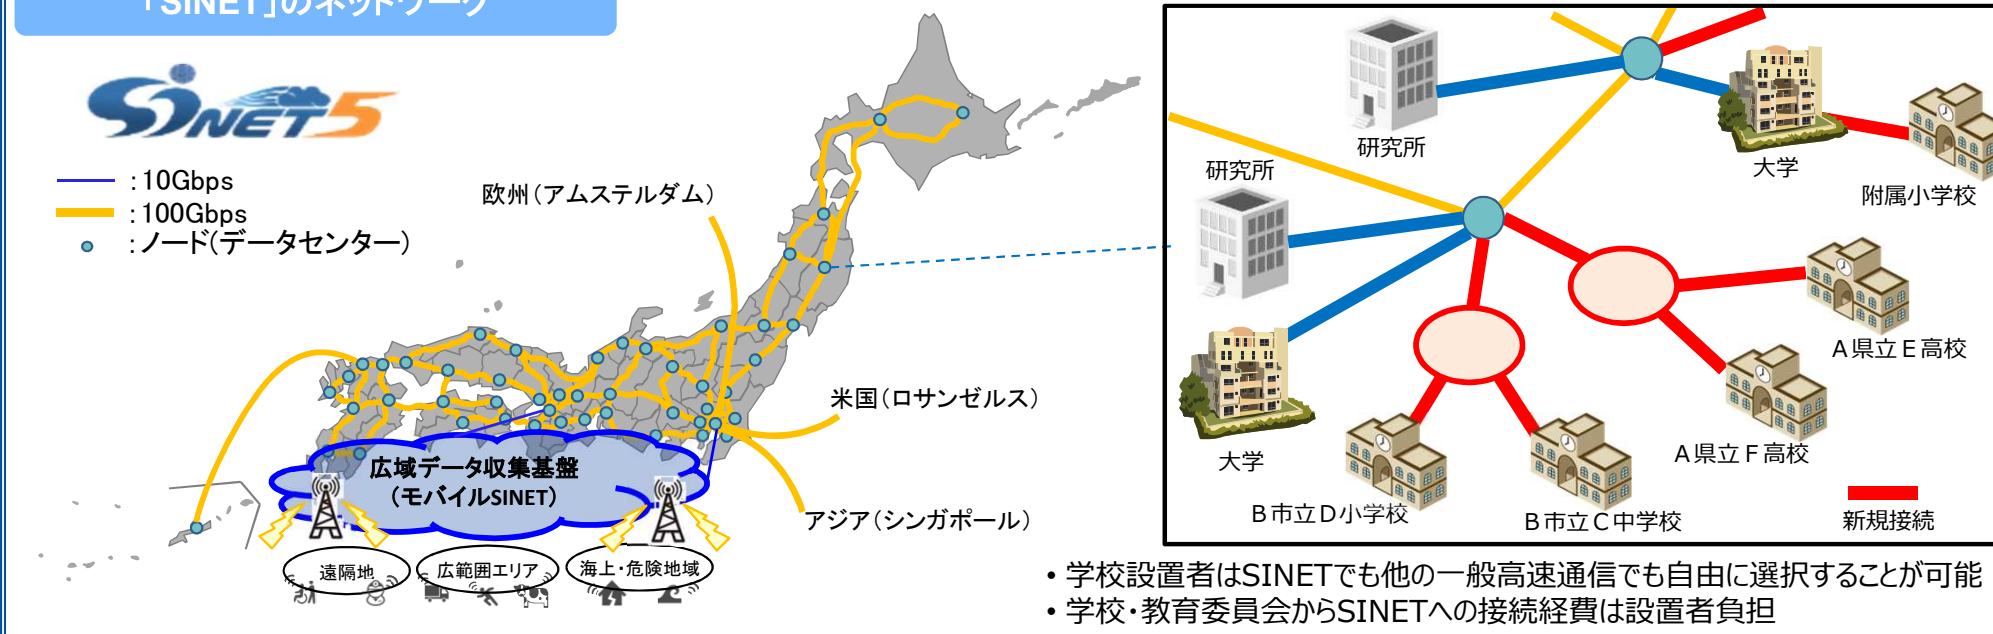 「SINET」のネットワーク
SINET5
:10Gbps
:100Gbps
:ノード(データセンター)
欧州(アムステルダム)
米国(ロサンゼルス)
アジア(シンガポール)
広域データ収集基盤
(モバイルSINET)
遠隔地
広範囲エリア
海上・危険地域
研究所
大学
附属小学校
研究所
大学
A県立E高校
A県立F高校
B市立D小学校
B市立C中学校
新規接続
• 学校設置者はSINETでも他の一般高速通信でも自由に選択することが可能
• 学校・教育委員会からSINETへの接続経費は設置者負担